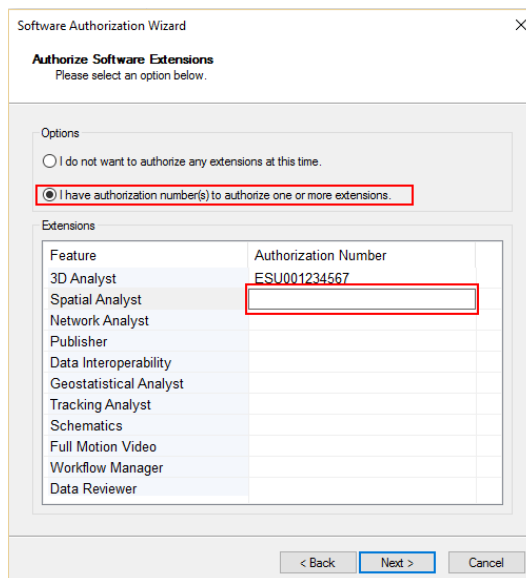 Software Authorization Wizard
Authorize Software Extensions
Please select an option below.
Options
I do not want to authorize any extensions at this time.
I have authorization number(s) to authorize one or more extensions.
Extensions
Feature Authorization Number
3D Analyst ESU001234567
Spatial Analyst
Network Analyst
Publisher
Data Interoperability
Geostatistical Analyst
Tracking Analyst
Schematics
Full Motion Video
Workflow Manager
Data Reviewer
< Back Next > Cancel